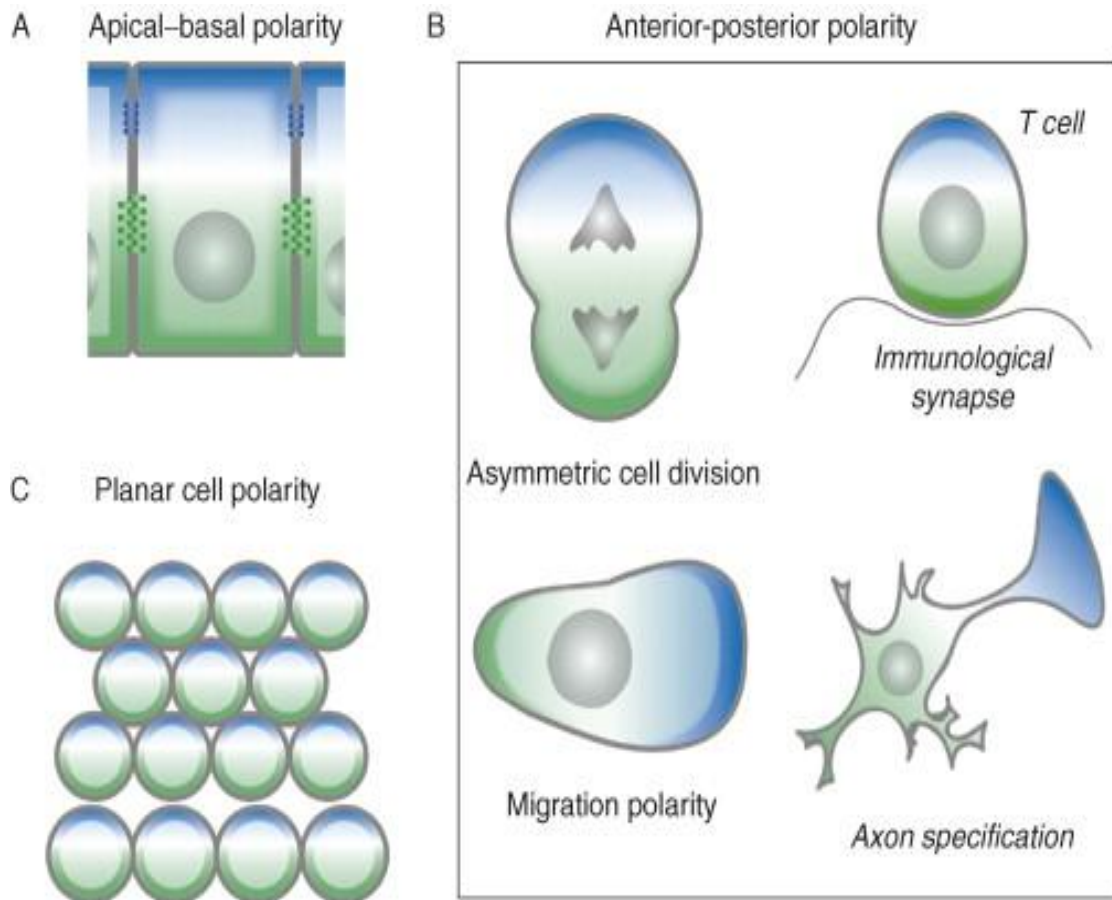 A Apical–basal polarity
B Anterior-posterior polarity
T cell
Immunological
synapse
Asymmetric cell division
C Planar cell polarity
Migration polarity
Axon specification